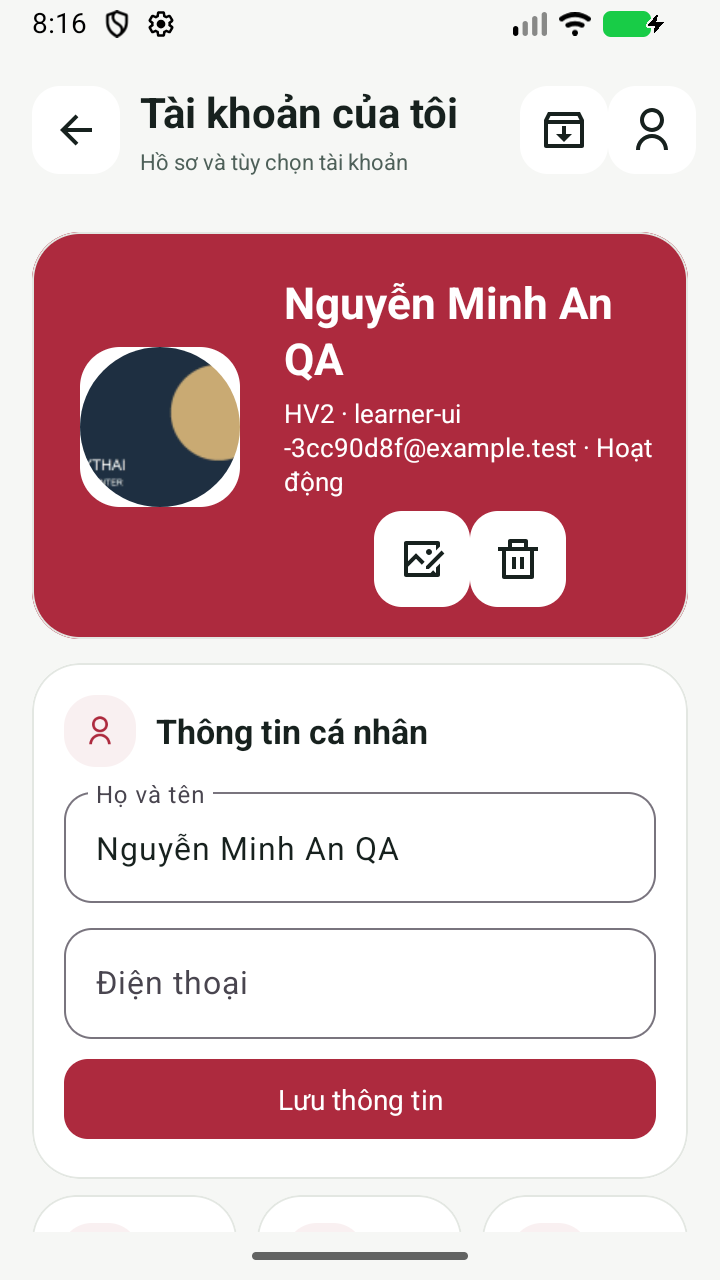 8:16
Tài khoản của tôi
Hồ sơ và tùy chọn tài khoản
Nguyễn Minh An
QA
HV2 · learner-ui
-3cc90d8f@example.test · Hoạt
động
Thông tin cá nhân
Họ và tên
Nguyễn Minh An QA
Điện thoại
Lưu thông tin